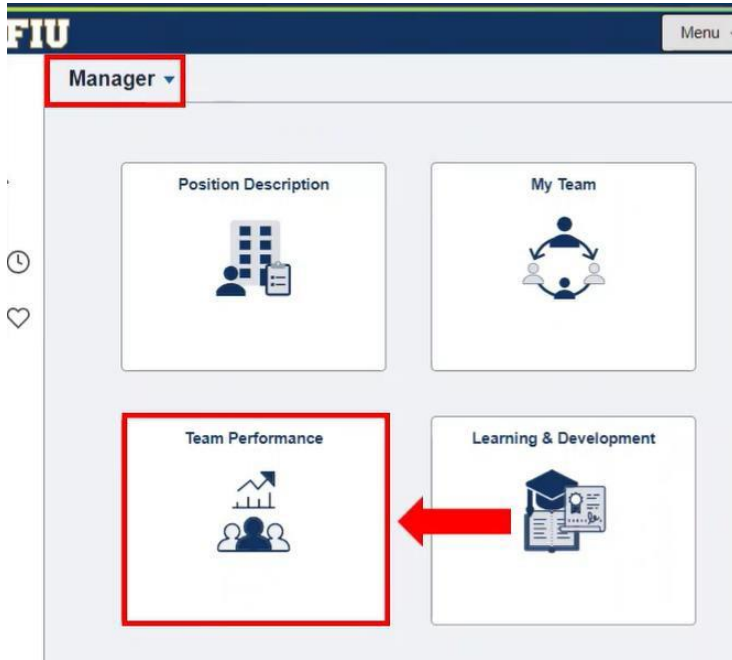 FIU
Menu
Manager
Position Description
My Team
Team Performance
Learning & Development